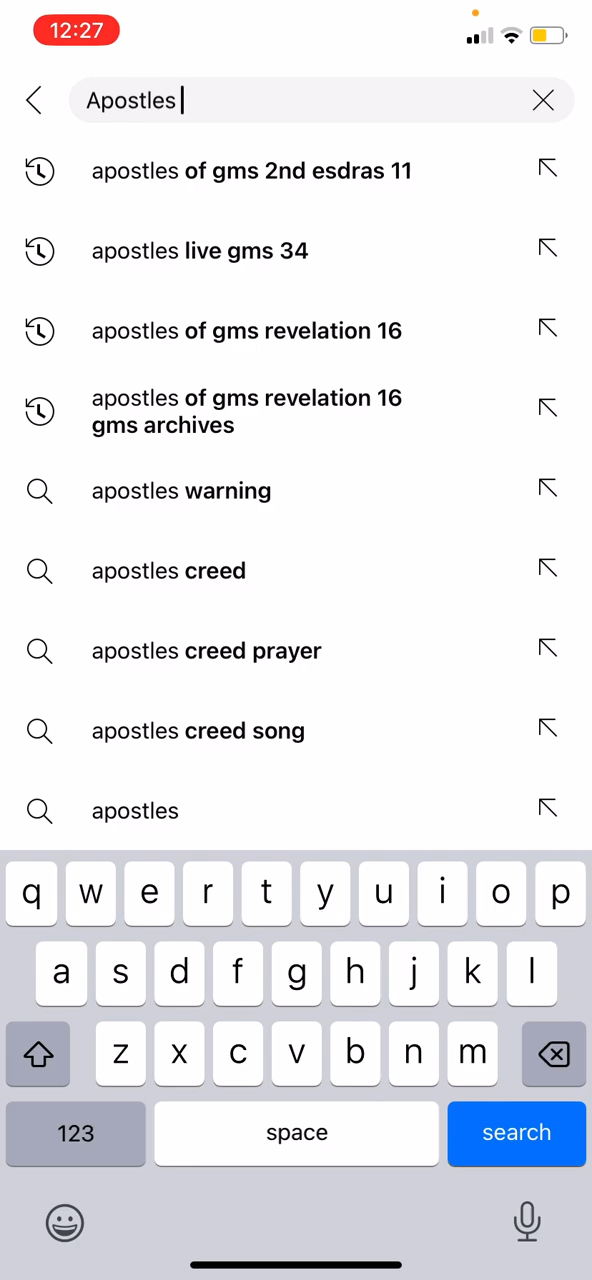 12:27
Apostles
apostles of gms 2nd esdras 11
apostles live gms 34
apostles of gms revelation 16
apostles of gms revelation 16
gms archives
apostles warning
apostles creed
apostles creed prayer
apostles creed song
apostles
q w e r t y u i o p
a s d f g h j k l
z x c v b n m
123 space search